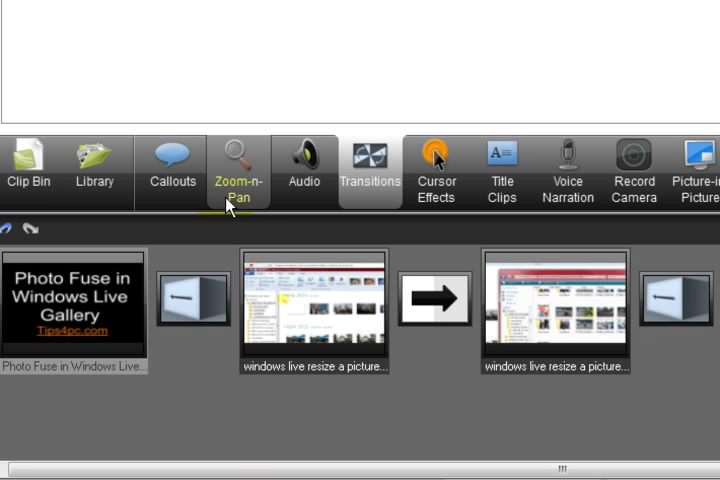 Clip Bin
Library
Callouts
Zoom-n-
Pan
Audio
Transitions
Cursor
Effects
Title
Clips
Voice
Narration
Record
Camera
Picture-i
Picture
A≡
Photo Fuse in
Windows Live
Gallery
Tips4pc.com
Photo Fuse in Windows Live...
windows live resize a picture...
windows live resize a picture...